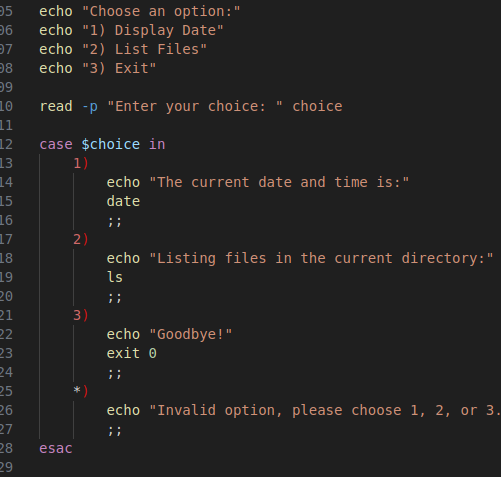 05 echo "Choose an option:"
06 echo "1) Display Date"
07 echo "2) List Files"
08 echo "3) Exit"
09
10 read -p "Enter your choice: " choice
11
12 case $choice in
13     1)
14         echo "The current date and time is:"
15         date
16         ;;
17     2)
18         echo "Listing files in the current directory:"
19         ls
20         ;;
21     3)
22         echo "Goodbye!"
23         exit 0
24         ;;
25     *)
26         echo "Invalid option, please choose 1, 2, or 3.
27         ;;
28 esac
29